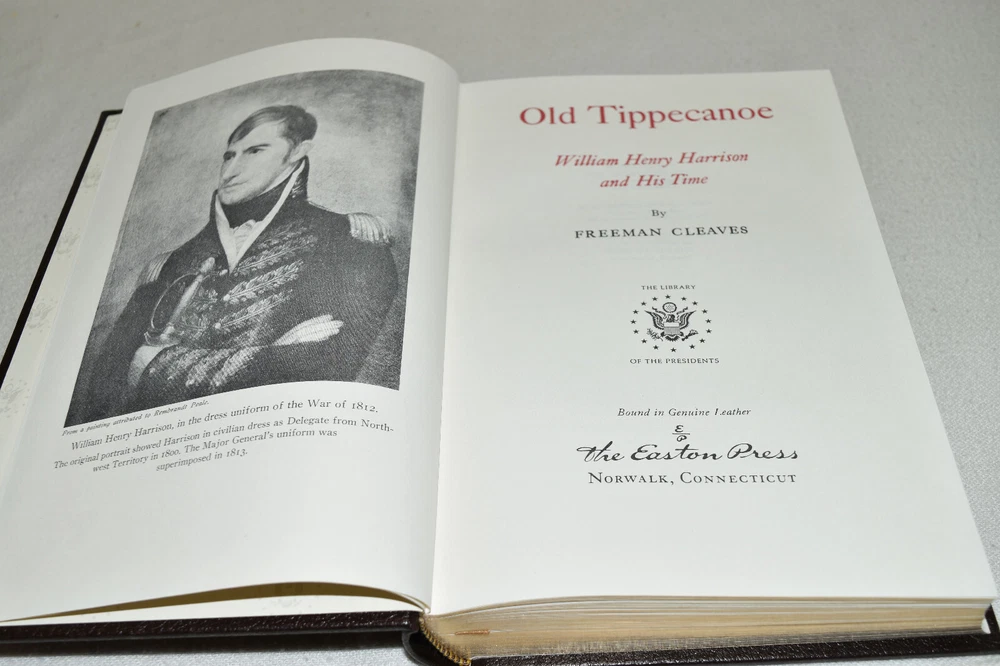 From a painting attributed to Rembrandt Peale.
William Henry Harrison, in the dress uniform of the War of 1812.
The original portrait showed Harrison in civilian dress as Delegate from North-
west Territory in 1800. The Major General's uniform was
superimposed in 1813.
Old Tippecanoe
William Henry Harrison
and His Time
By
FREEMAN CLEAVES
THE LIBRARY
OF THE PRESIDENTS
Bound in Genuine Leather
E
P
the Easton Press
NORWALK, CONNECTICUT